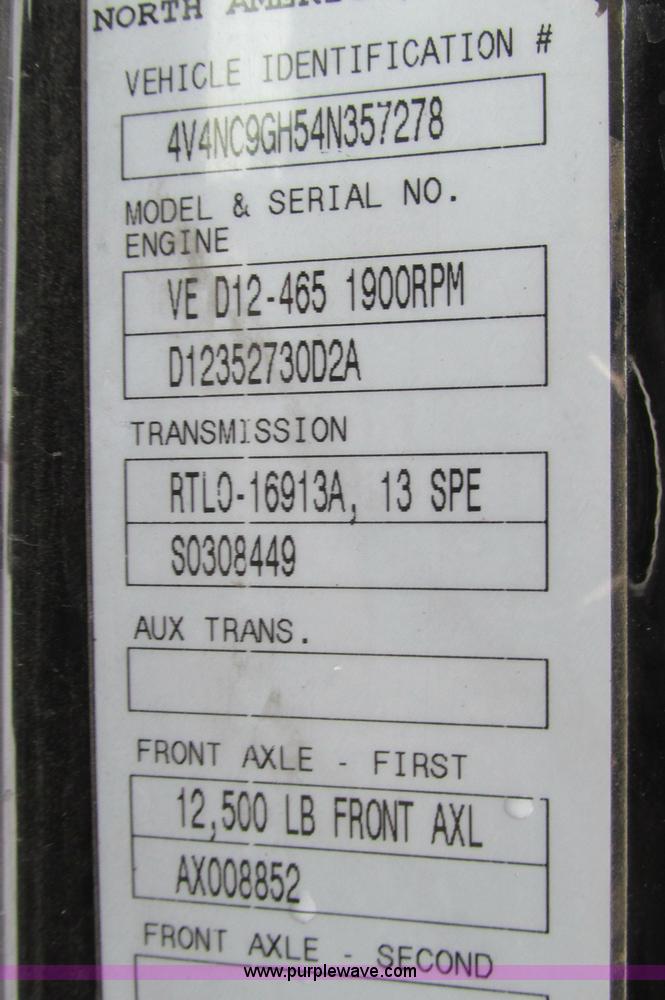 NORTH
VEHICLE IDENTIFICATION #
4V4NC9GH54N357278
MODEL & SERIAL NO.
ENGINE
VE D12-465 1900RPM
D12352730D2A
TRANSMISSION
RTLO-16913A, 13 SPE
S0308449
AUX TRANS.
FRONT AXLE - FIRST
12,500 LB FRONT AXL
AX008852
FRONT AXLE - SECOND
www.purplewave.com